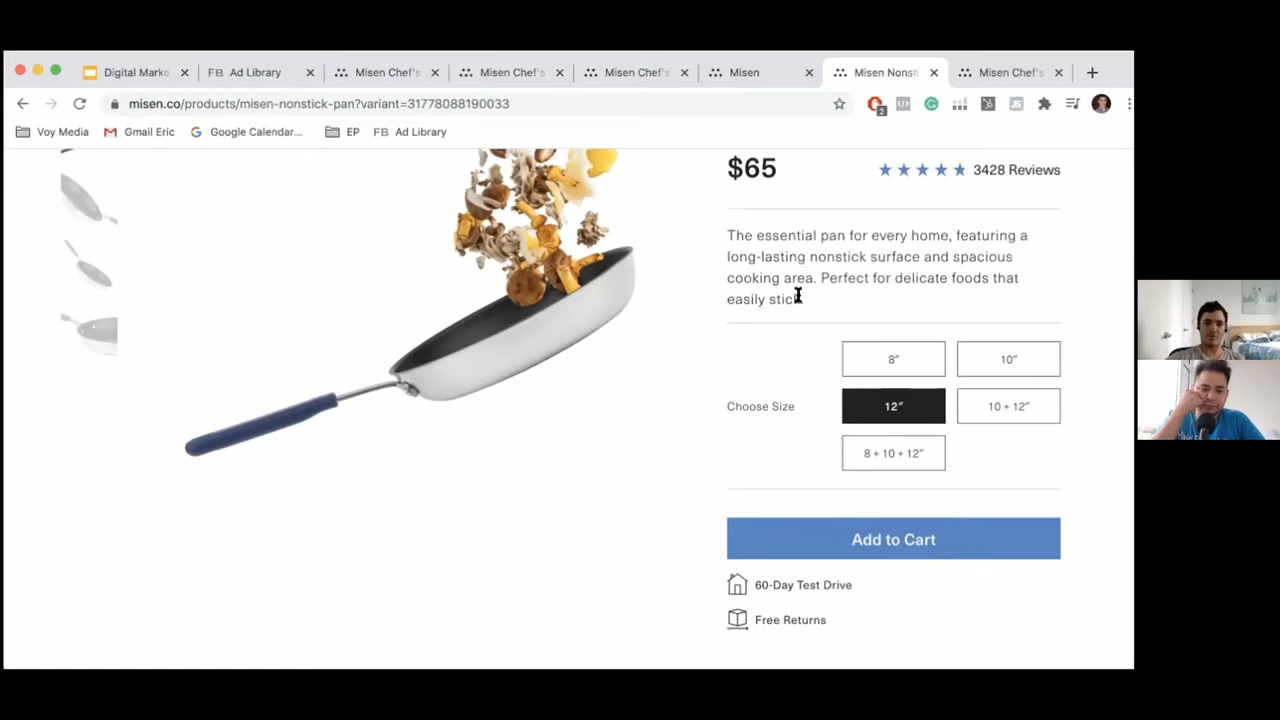 Digital Marke
FB Ad Library
Misen Chef's
Misen Chef's
Misen Chef's
Misen
Misen Nonsti
Misen Chef's
misen.co/products/misen-nonstick-pan?variant=31778088190033
2
Voy Media
Gmail Eric
Google Calendar...
EP
FB Ad Library
$65
3428 Reviews
The essential pan for every home, featuring a
long-lasting nonstick surface and spacious
cooking area. Perfect for delicate foods that
easily stick.
8"
10"
Choose Size
12"
10 + 12"
8 + 10 + 12"
Add to Cart
60-Day Test Drive
Free Returns